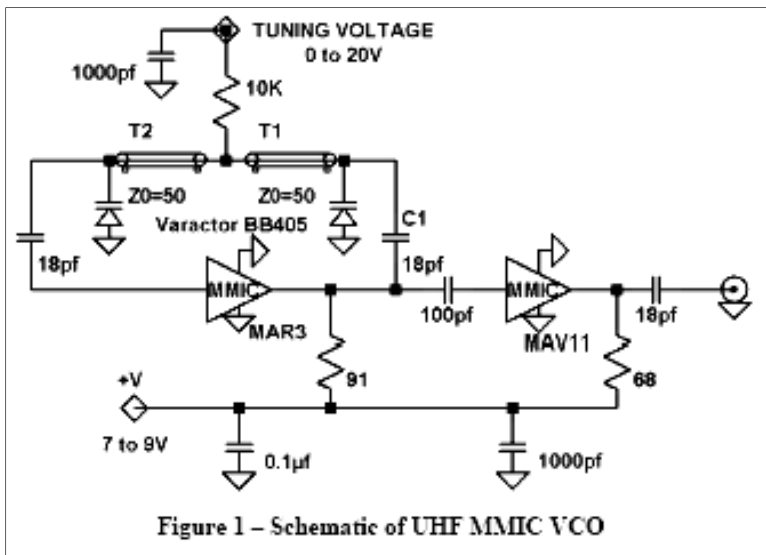 TUNING VOLTAGE
0 to 20V
1000pf
10K
T2
T1
Z0=50
Z0=50
Varactor BB405
C1
18pf
18pf
MMIC
MMIC
100pf
18pf
MAR3
MAV11
91
68
+V
7 to 9V
0.1µf
1000pf
Figure 1 – Schematic of UHF MMIC VCO